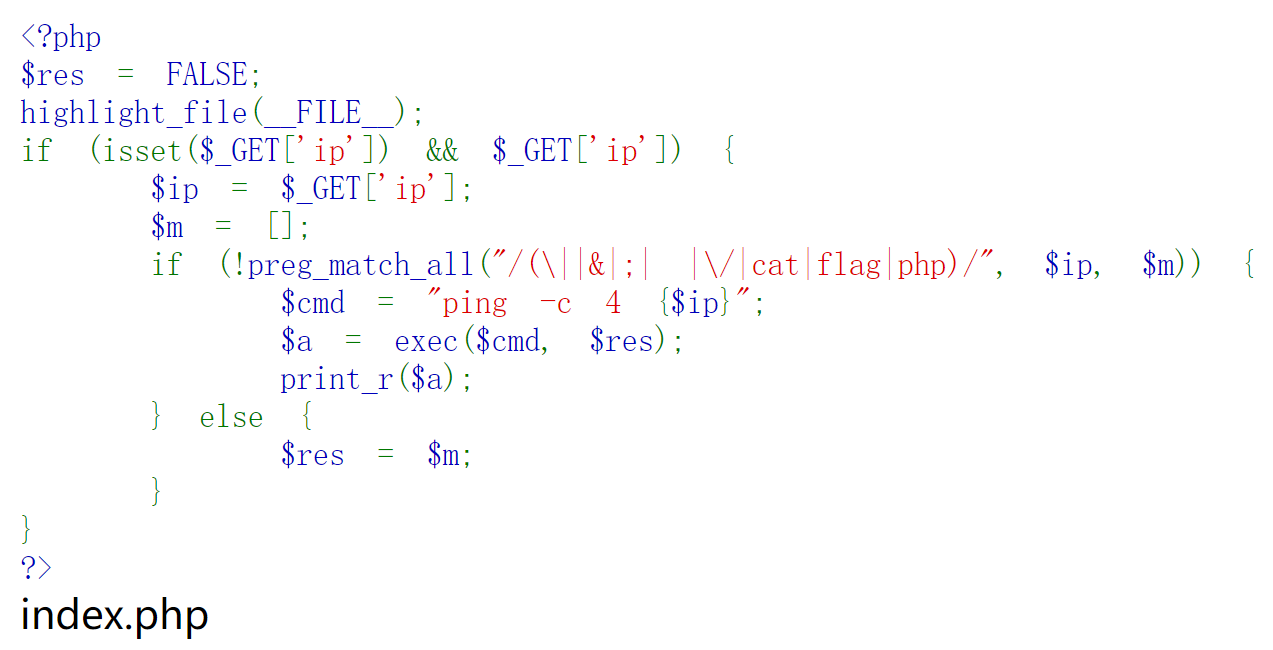 <?php
$res = FALSE;
highlight_file(__FILE__);
if (isset($_GET['ip']) && $_GET['ip']) {
$ip = $_GET['ip'];
$m = [];
if (!preg_match_all("/(\||&|;| |\/|cat|flag|php)/", $ip, $m)) {
$cmd = "ping -c 4 {$ip}";
$a = exec($cmd, $res);
print_r($a);
} else {
$res = $m;
}
}
?>
index.php